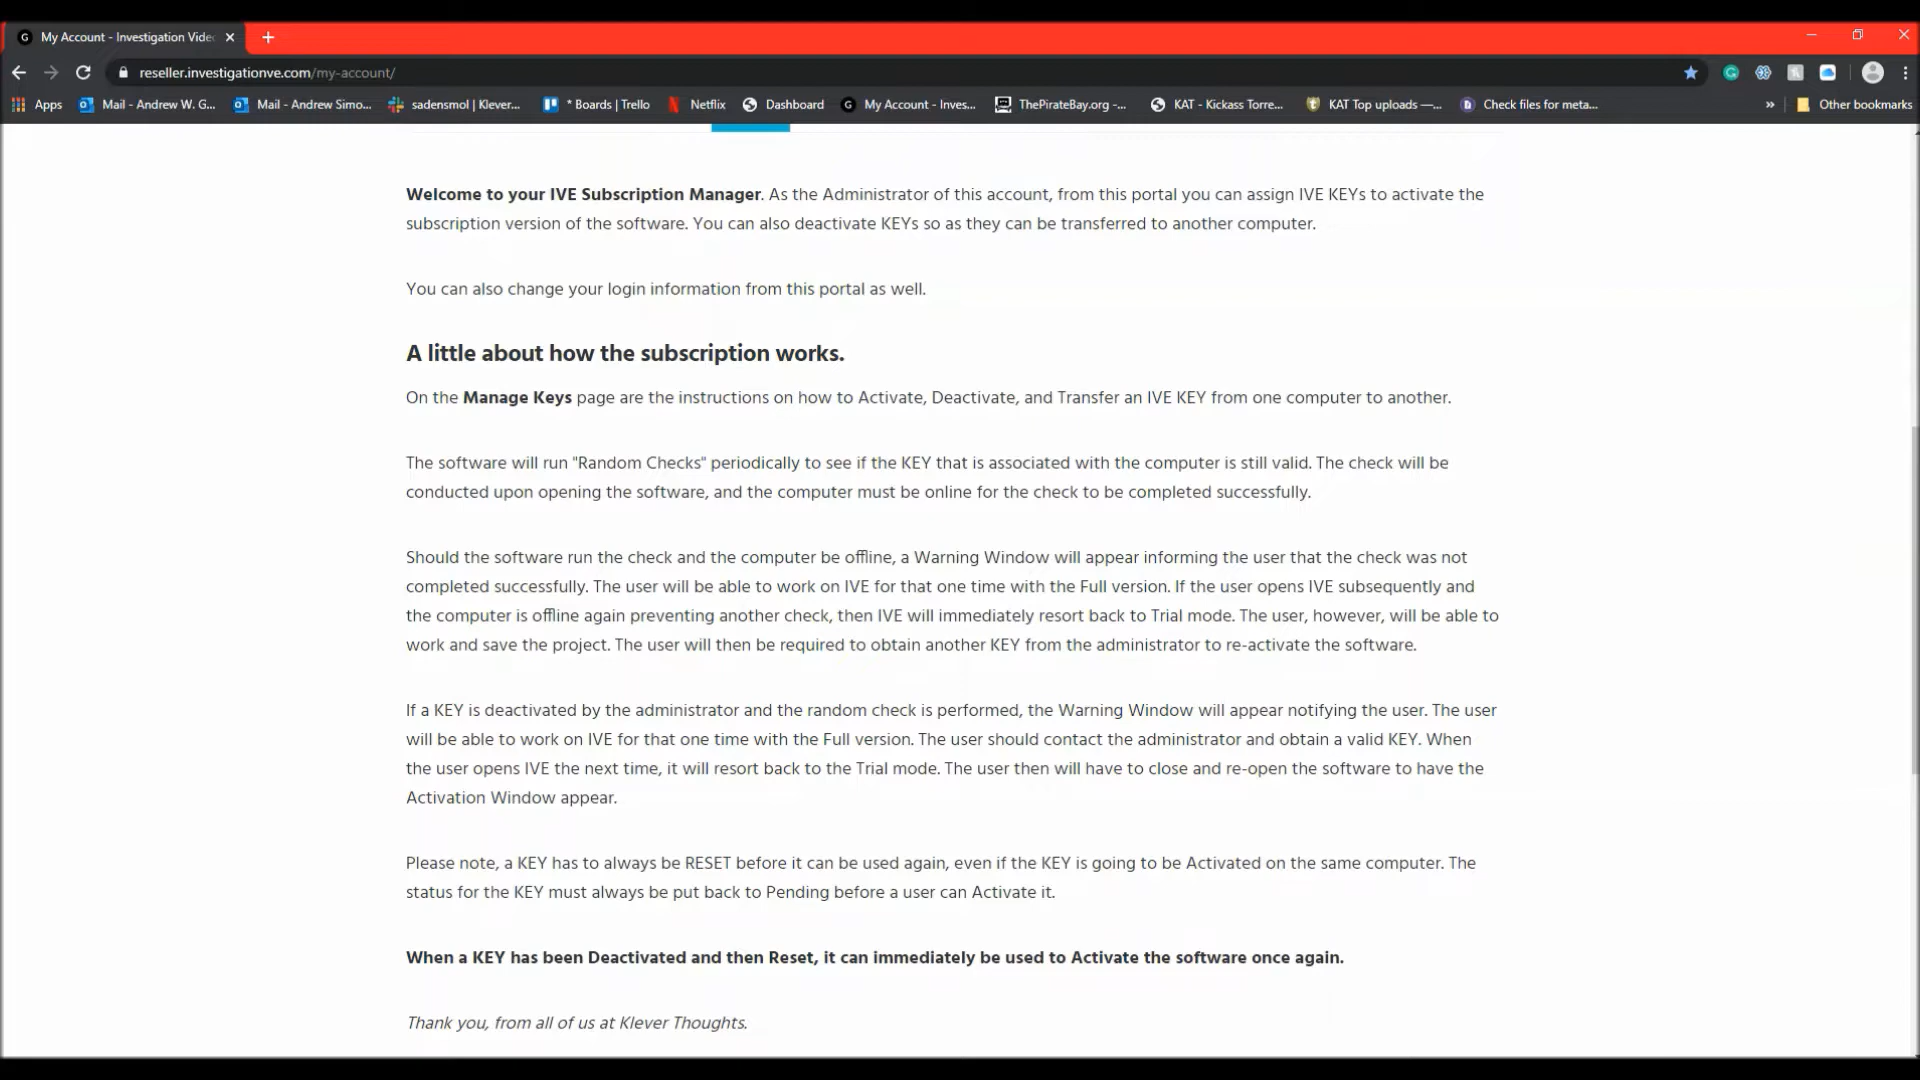 My Account - Investigation Vide
reseller.investigationve.com/my-account/
Apps
Mail - Andrew W. G...
Mail - Andrew Simo...
sadensmol | Klever...
* Boards | Trello
Netflix
Dashboard
My Account - Inves...
ThePirateBay.org -...
KAT - Kickass Torre...
KAT Top uploads —...
Check files for meta...
»
Other bookmarks
Welcome to your IVE Subscription Manager. As the Administrator of this account, from this portal you can assign IVE KEYs to activate the
subscription version of the software. You can also deactivate KEYs so as they can be transferred to another computer.
You can also change your login information from this portal as well.
A little about how the subscription works.
On the Manage Keys page are the instructions on how to Activate, Deactivate, and Transfer an IVE KEY from one computer to another.
The software will run "Random Checks" periodically to see if the KEY that is associated with the computer is still valid. The check will be
conducted upon opening the software, and the computer must be online for the check to be completed successfully.
Should the software run the check and the computer be offline, a Warning Window will appear informing the user that the check was not
completed successfully. The user will be able to work on IVE for that one time with the Full version. If the user opens IVE subsequently and
the computer is offline again preventing another check, then IVE will immediately resort back to Trial mode. The user, however, will be able to
work and save the project. The user will then be required to obtain another KEY from the administrator to re-activate the software.
If a KEY is deactivated by the administrator and the random check is performed, the Warning Window will appear notifying the user. The user
will be able to work on IVE for that one time with the Full version. The user should contact the administrator and obtain a valid KEY. When
the user opens IVE the next time, it will resort back to the Trial mode. The user then will have to close and re-open the software to have the
Activation Window appear.
Please note, a KEY has to always be RESET before it can be used again, even if the KEY is going to be Activated on the same computer. The
status for the KEY must always be put back to Pending before a user can Activate it.
When a KEY has been Deactivated and then Reset, it can immediately be used to Activate the software once again.
Thank you, from all of us at Klever Thoughts.